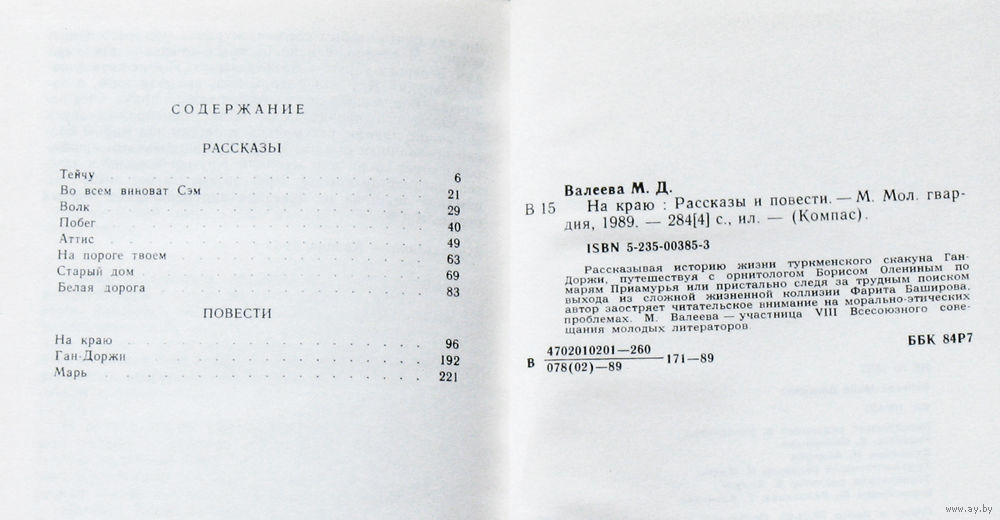 СОДЕРЖАНИЕ
РАССКАЗЫ
Тейчу . . . . . . . . . . . . . . . . 6
Во всем виноват Сэм . . . . . . . . . . . 21
Волк . . . . . . . . . . . . . . . . 29
Побег . . . . . . . . . . . . . . . . 40
Аттис . . . . . . . . . . . . . . . . 49
На пороге твоем . . . . . . . . . . . . 63
Старый дом . . . . . . . . . . . . . . 69
Белая дорога . . . . . . . . . . . . . 83
ПОВЕСТИ
На краю . . . . . . . . . . . . . . . 96
Ган-Доржи . . . . . . . . . . . . . . 192
Марь . . . . . . . . . . . . . . . . 221
Валеева М. Д.
В 15 На краю : Рассказы и повести. — М. Мол. гвар-
дия, 1989. — 284[4] с., ил. — (Компас).
ISBN 5-235-00385-3
Рассказывая историю жизни туркменского скакуна Ган-
Доржи, путешествуя с орнитологом Борисом Олениным по
марям Приамурья или пристально следя за трудным поиском
выхода из сложной жизненной коллизии Фарита Баширова,
автор заостряет читательское внимание на морально-этических
проблемах. М. Валеева — участница VIII Всесоюзного сове-
щания молодых литераторов
ББК 84Р7
В 4702010201—260
078(02)—89 171—89
www.ay.by